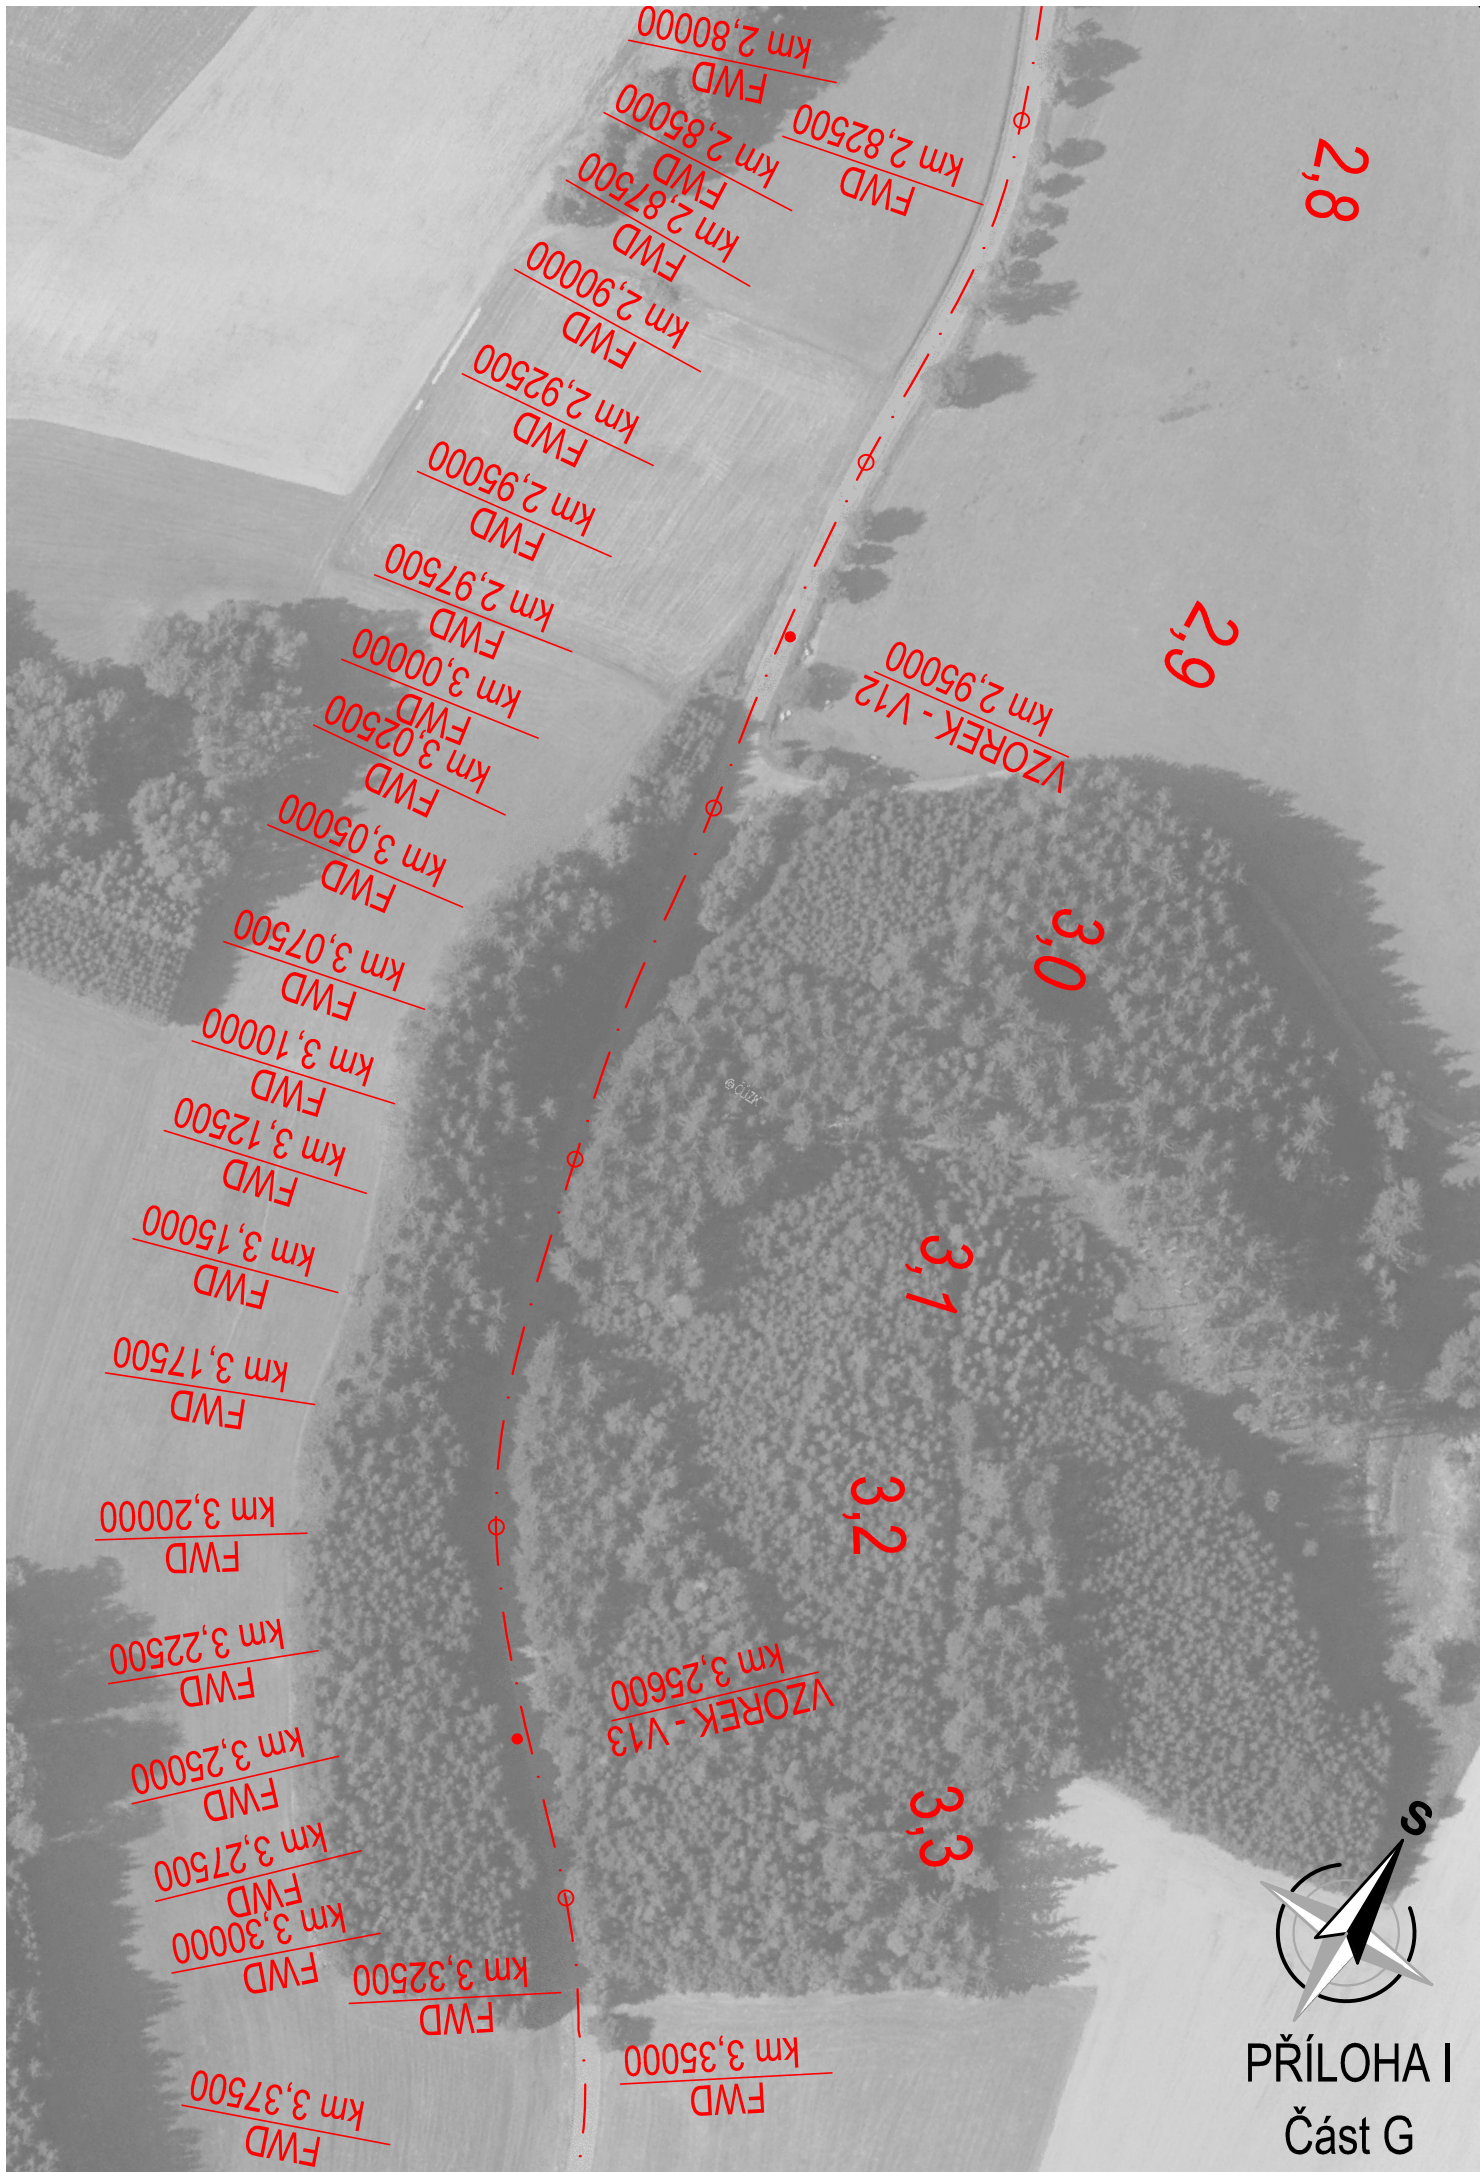 km 2,80000
FWD
km 2,85000
FWD
km 2,82500
FWD
km 2,87500
FWD
km 2,90000
FWD
km 2,92500
FWD
km 2,95000
FWD
km 2,97500
FWD
km 3,00000
FWD
km 3,02500
FWD
km 3,05000
FWD
km 3,07500
FWD
km 3,10000
FWD
km 3,12500
FWD
km 3,15000
FWD
km 3,17500
FWD
km 3,20000
FWD
km 3,22500
FWD
km 3,25000
FWD
km 3,27500
FWD
km 3,30000
FWD
km 3,32500
FWD
km 3,35000
FWD
km 3,37500
FWD
2,8
2,9
km 2,95000
VZOREK - V12
3,0
© ČÚZK
3,1
3,2
km 3,25600
VZOREK - V13
3,3
S
PŘÍLOHA I
Část G